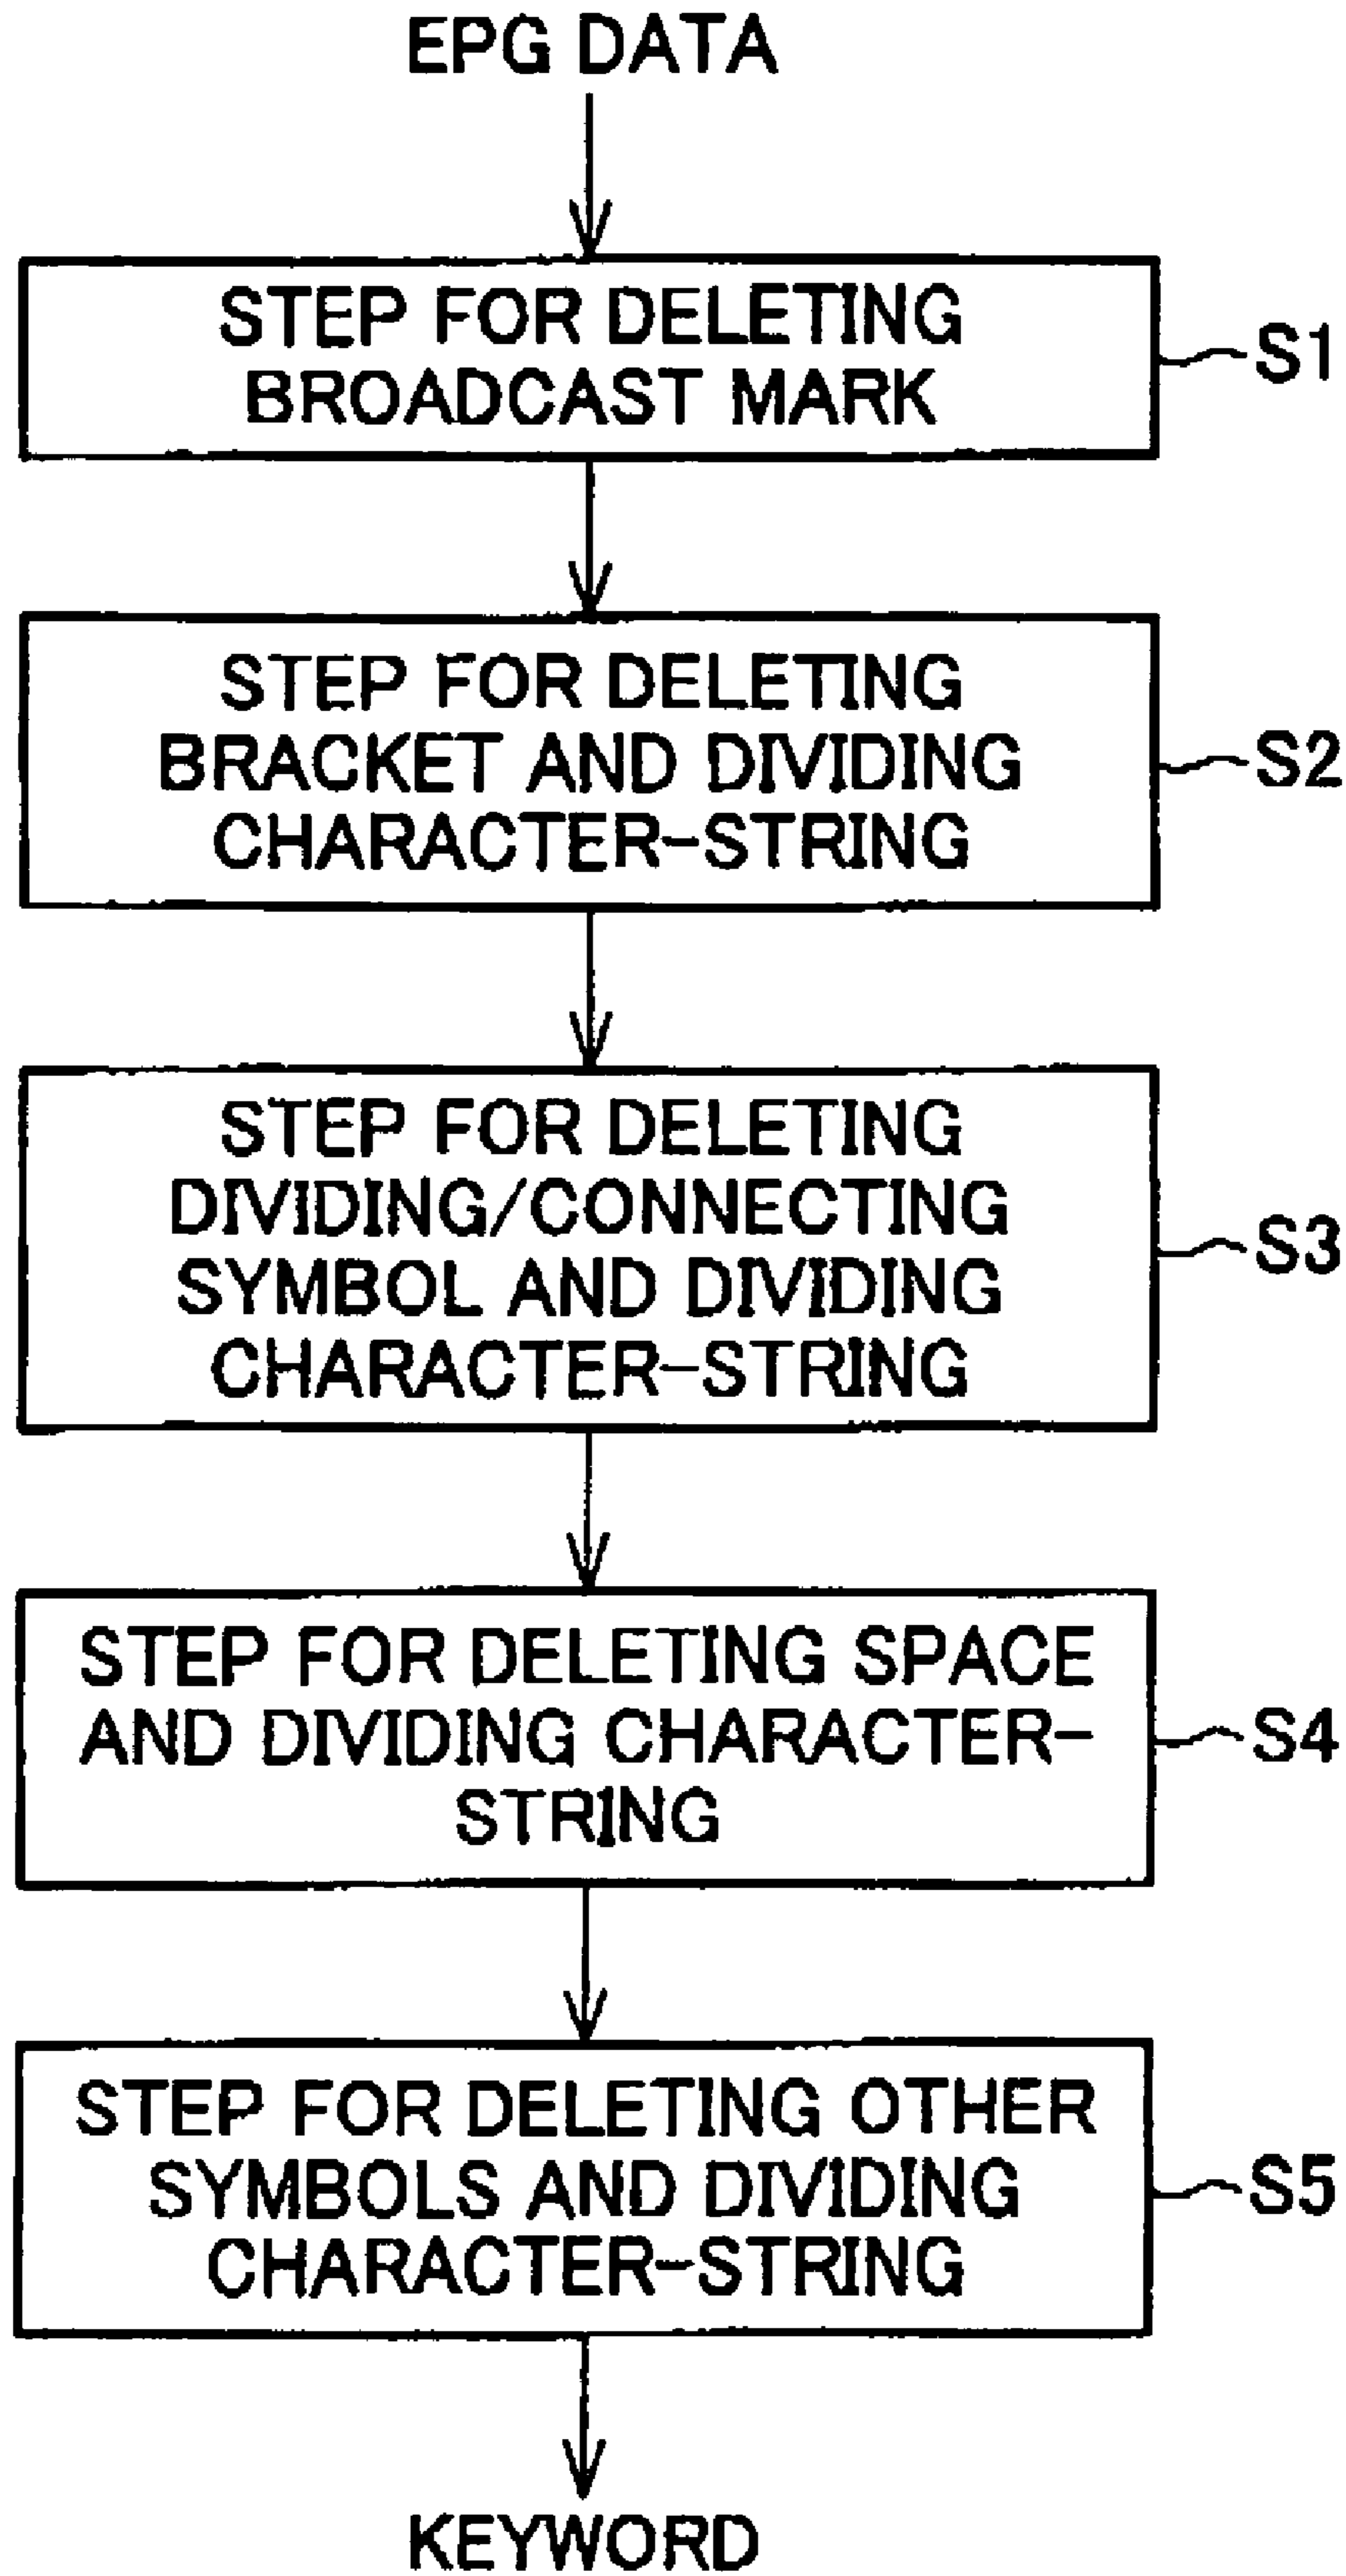 EPG DATA
STEP FOR DELETING
BROADCAST MARK
S1
STEP FOR DELETING
BRACKET AND DIVIDING
CHARACTER-STRING
S2
STEP FOR DELETING
DIVIDING/CONNECTING
SYMBOL AND DIVIDING
CHARACTER-STRING
S3
STEP FOR DELETING SPACE
AND DIVIDING CHARACTER-
STRING
S4
STEP FOR DELETING OTHER
SYMBOLS AND DIVIDING
CHARACTER-STRING
S5
KEYWORD